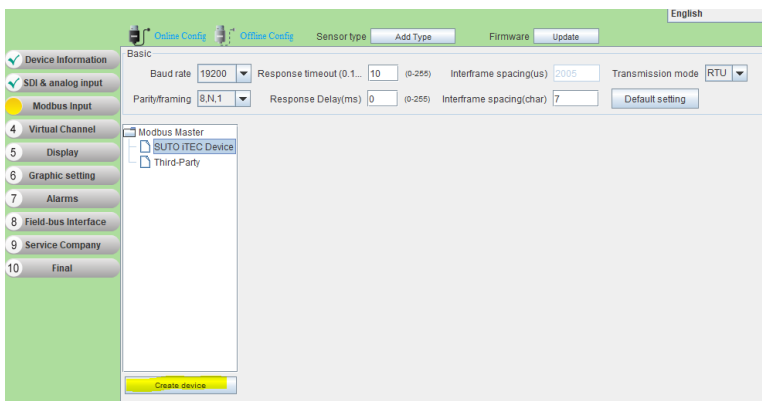 English
Online Config Offline Config Sensor type Add Type Firmware Update
Basic
Baud rate 19200 Response timeout (0.1... 10 (0-255) Interframe spacing(us) 2005 Transmission mode RTU
Parity/framing 8,N,1 Response Delay(ms) 0 (0-255) Interframe spacing(char) 7 Default setting
Device Information
SDI & analog input
Modbus Input
4 Virtual Channel
5 Display
6 Graphic setting
7 Alarms
8 Field-bus Interface
9 Service Company
10 Final
Modbus Master
SUTO iTEC Device
Third-Party
Create device